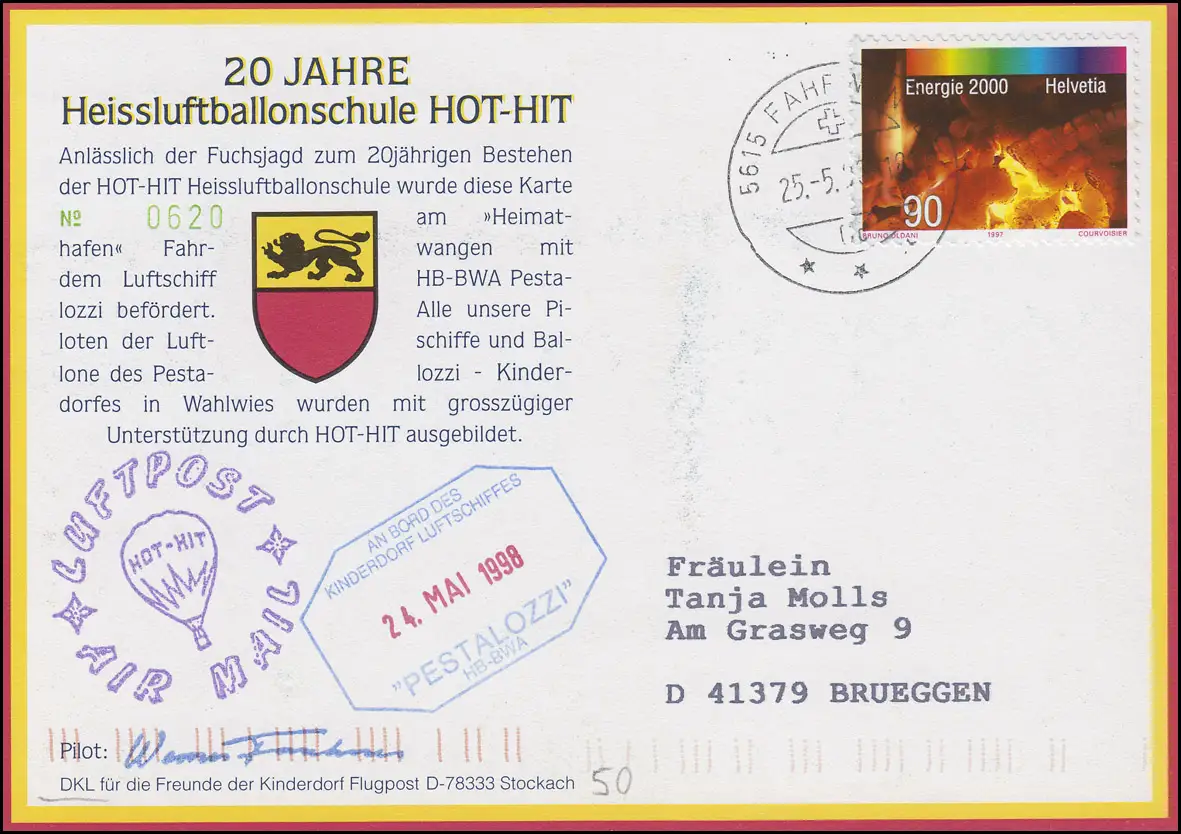 20 JAHRE
Heissluftballonschule HOT-HIT
Anlässlich der Fuchsjagd zum 20jährigen Bestehen
der HOT-HIT Heissluftballonschule wurde diese Karte
№ 0620 am »Heimat-
hafen« Fahr- wangen mit
dem Luftschiff HB-BWA Pesta-
lozzi befördert. Alle unsere Pi-
loten der Luft- schiffe und Bal-
lone des Pesta- lozzi - Kinder-
dorfes in Wahlwies wurden mit grosszügiger
Unterstützung durch HOT-HIT ausgebildet.
LUFTPOST
HOT-HIT
AIR MAIL
AN BORD DES
KINDERDORF LUFTSCHIFFES
24. MAI 1998
"PESTALOZZI"
HB-BWA
Pilot: Werner
DKL für die Freunde der Kinderdorf Flugpost D-78333 Stockach
50
5615 FAHRW
25.-5.
Energie 2000 Helvetia
90
BRUNO OLDANI 1997 COURVOISIER
Fräulein
Tanja Molls
Am Grasweg 9
D 41379 BRUEGGEN